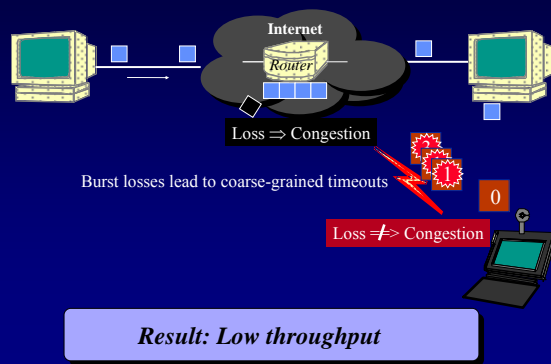 Internet
Router
Loss ⇒ Congestion
Burst losses lead to coarse-grained timeouts
1
0
Loss ≠> Congestion
Result: Low throughput